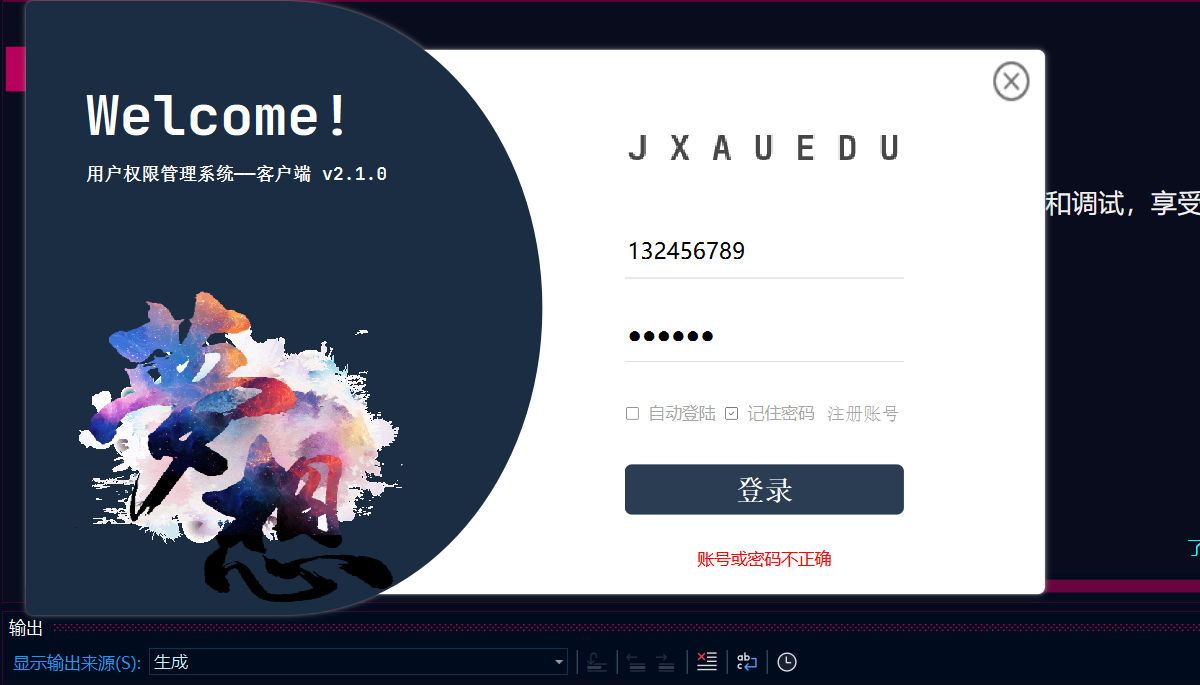 Welcome!
用户权限管理系统——客户端 v2.1.0
梦
想
JXAUEDU
132456789
●●●●●●
自动登陆 记住密码 注册账号
登录
账号或密码不正确
和调试，享受
了
输出
显示输出来源(S): 生成